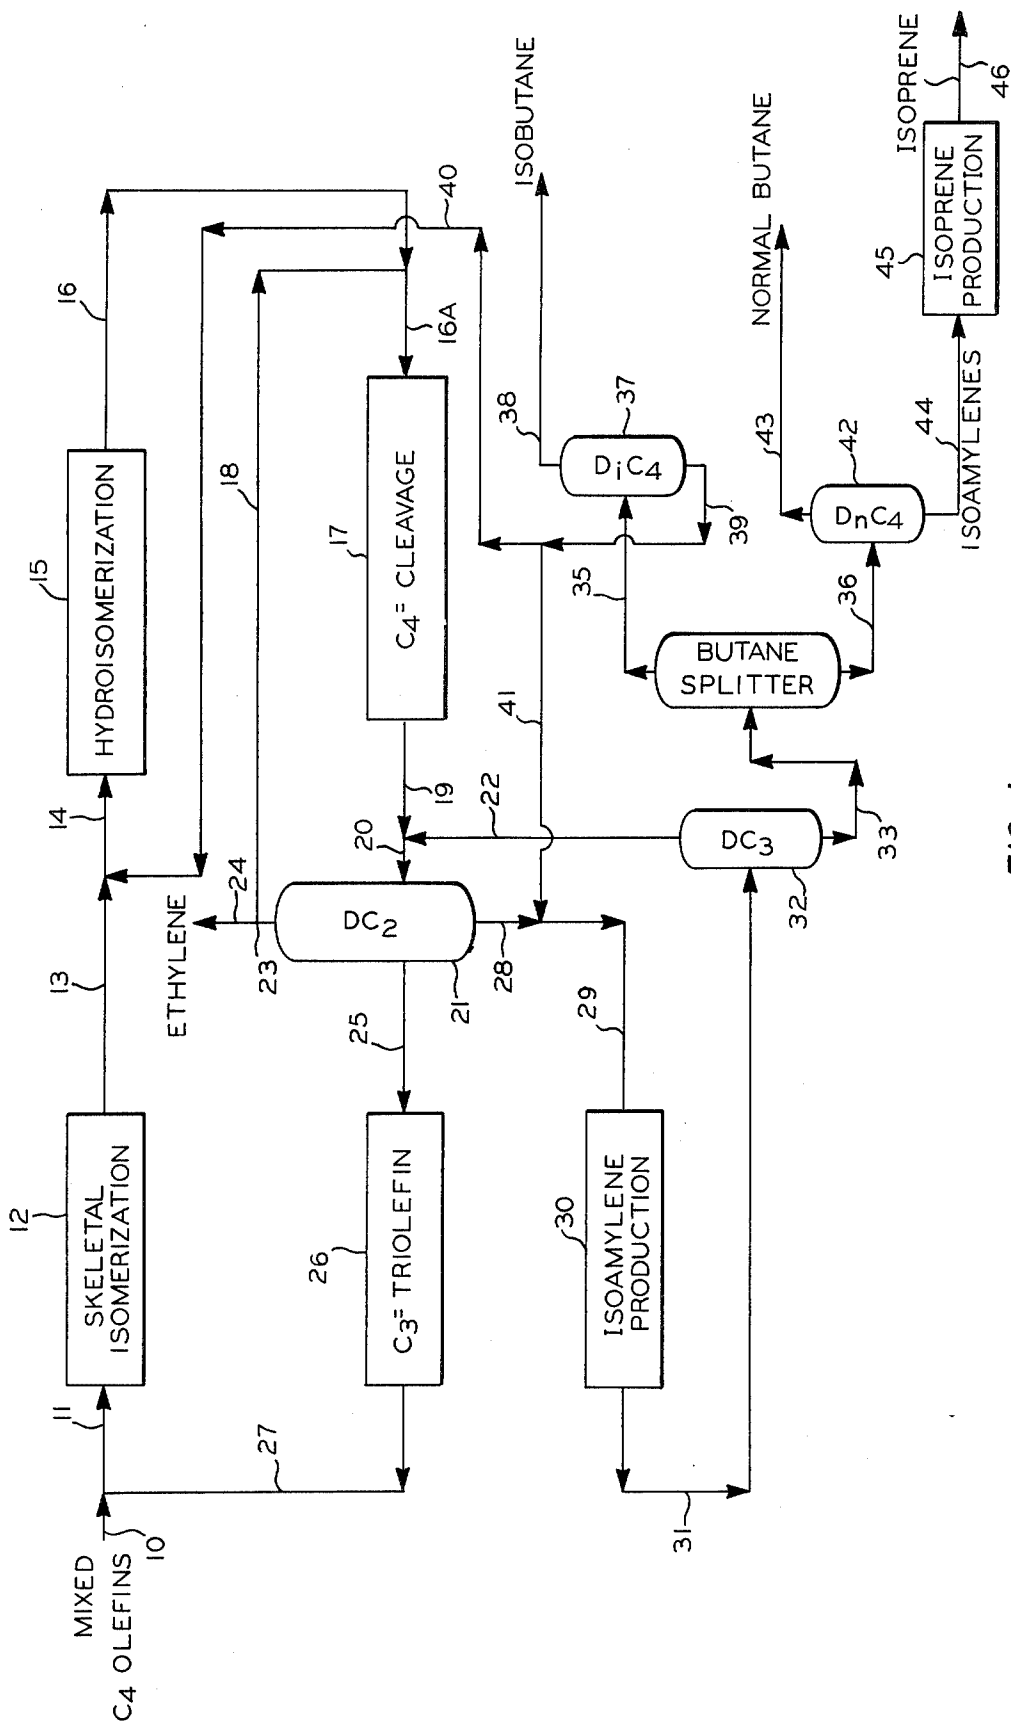 MIXED
C4 OLEFINS
10
11
12
SKELETAL
ISOMERIZATION
13
14
15
HYDROISOMERIZATION
16
27
ETHYLENE
24
23
18
40
26
C3= TRIOLEFIN
25
DC2
21
20
19
17
C4= CLEAVAGE
16A
28
22
41
ISOBUTANE
38
37
DiC4
39
35
30
ISOAMYLENE
PRODUCTION
29
31
DC3
32
33
BUTANE
SPLITTER
36
NORMAL BUTANE
43
42
DnC4
44
ISOAMYLENES
45
ISOPRENE
PRODUCTION
ISOPRENE
46